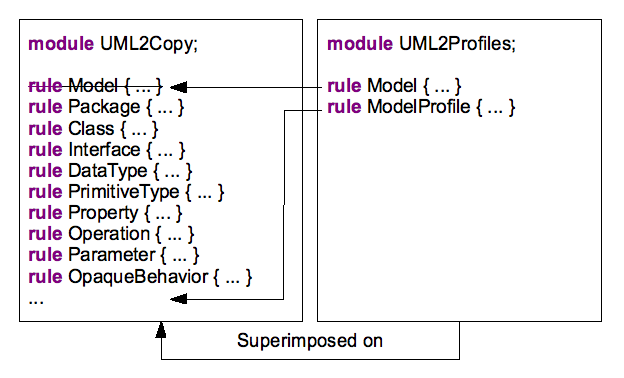 module UML2Copy;
rule Model { ... }
rule Package { ... }
rule Class { ... }
rule Interface { ... }
rule DataType { ... }
rule PrimitiveType { ... }
rule Property { ... }
rule Operation { ... }
rule Parameter { ... }
rule OpaqueBehavior { ... }
...
module UML2Profiles;
rule Model { ... }
rule ModelProfile { ... }
Superimposed on